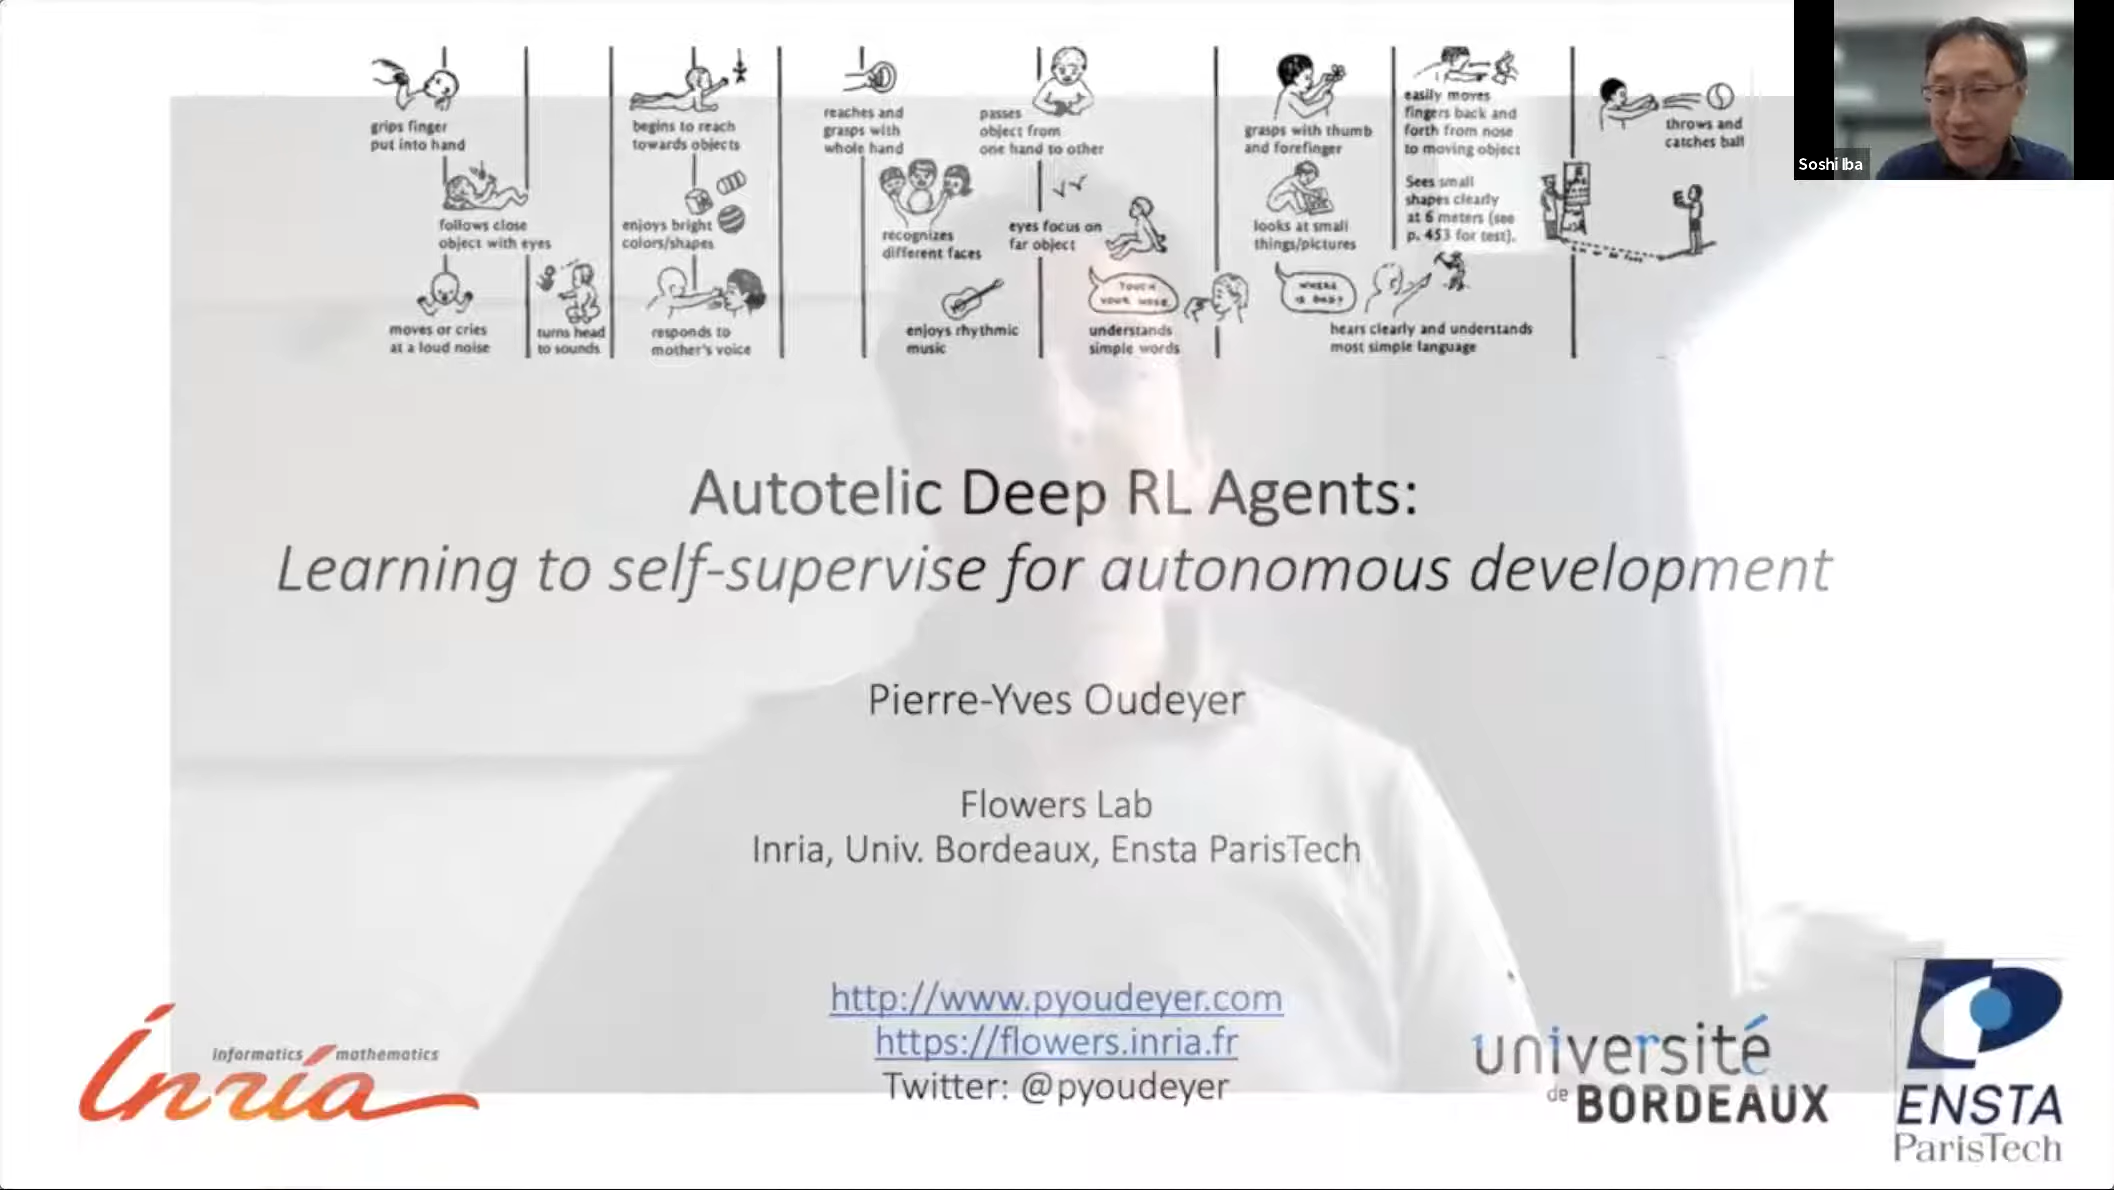 grips finger
put into hand
begins to reach
towards objects
reaches and
grasps with
whole hand
passes
object from
one hand to other
grasps with thumb
and forefinger
easily moves
fingers back and
forth from nose
to moving object
throws and
catches ball
Soshi Iba
follows close
object with eyes
enjoys bright
colors/shapes
recognizes
different faces
eyes focus on
far object
looks at small
things/pictures
Sees small
shapes clearly
at 6 meters (see
p. 453 for test).
moves or cries
at a loud noise
turns head
to sounds
responds to
mother's voice
enjoys rhythmic
music
TOUCH
YOUR NOSE
understands
simple words
WHERE
IS DAD?
hears clearly and understands
most simple language
Autotelic Deep RL Agents:
Learning to self-supervise for autonomous development
Pierre-Yves Oudeyer
Flowers Lab
Inria, Univ. Bordeaux, Ensta ParisTech
http://www.pyoudeyer.com
https://flowers.inria.fr
Twitter: @pyoudeyer
informatics mathematics
Inria
université
de BORDEAUX
ENSTA
ParisTech